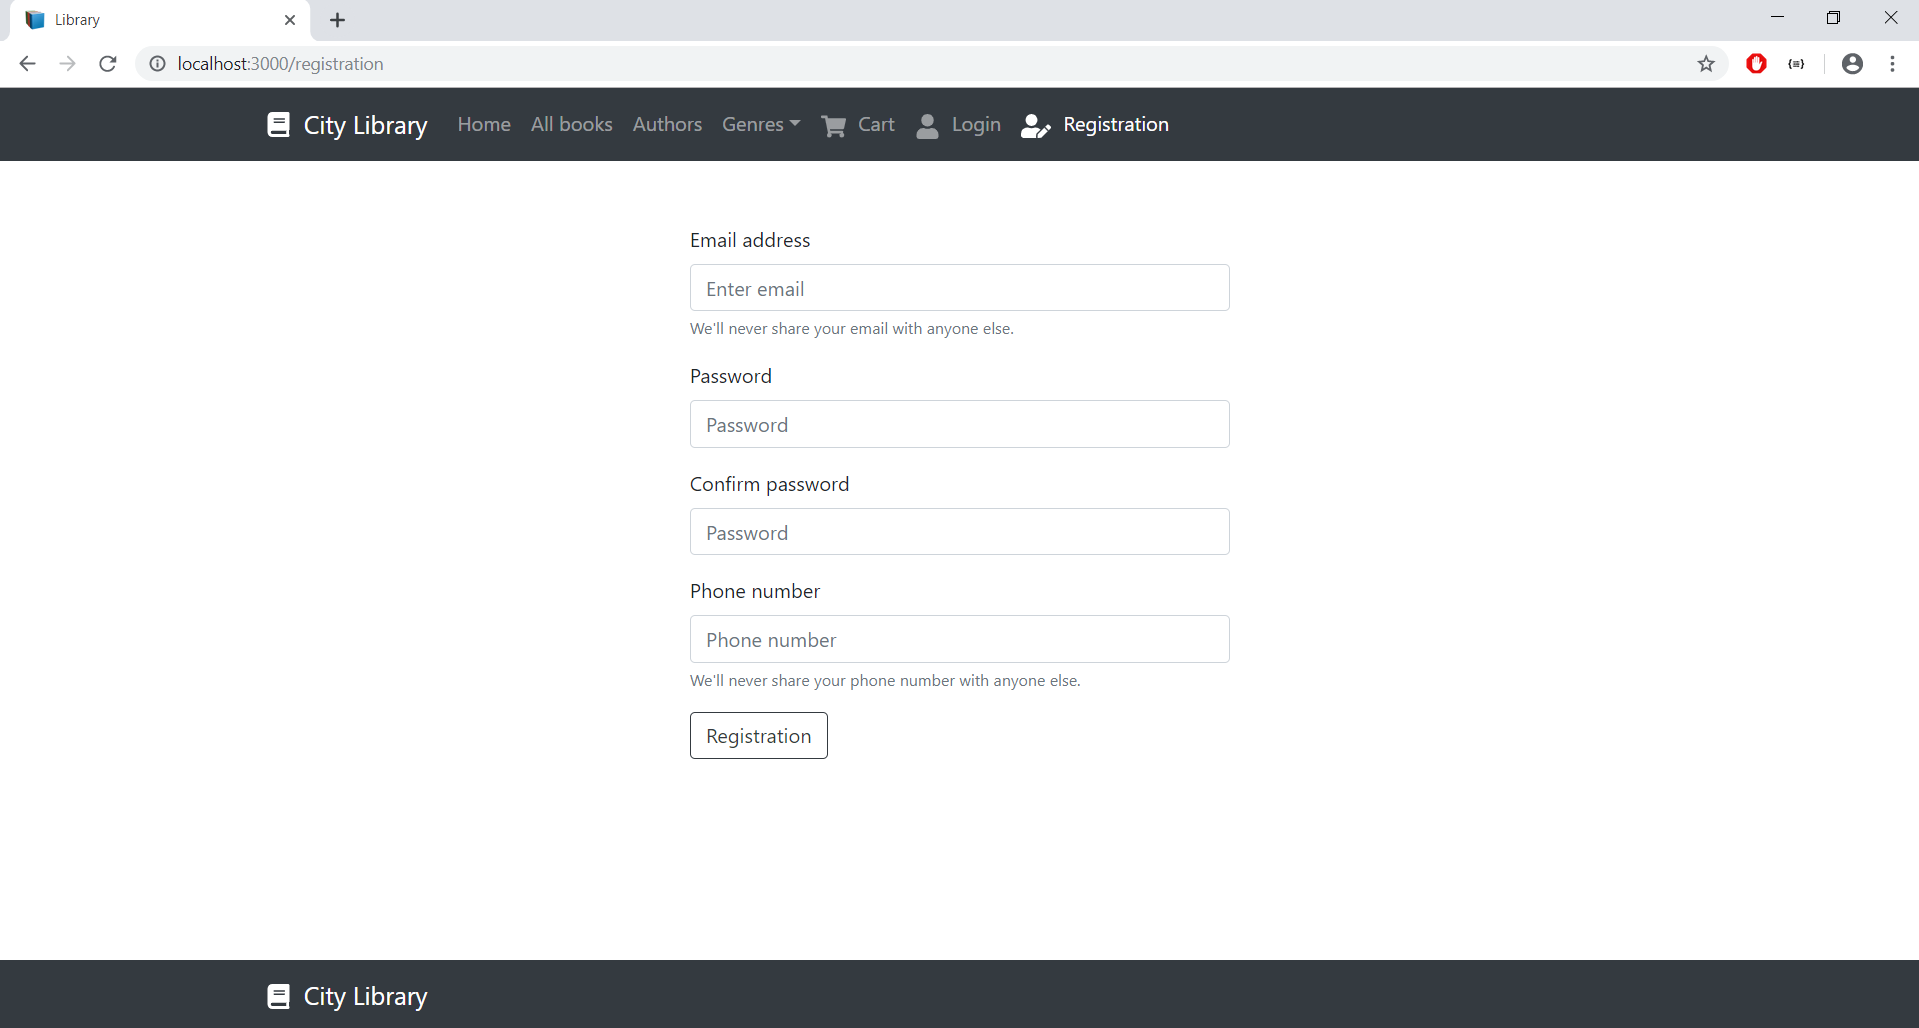 Library
localhost:3000/registration
City Library Home All books Authors Genres Cart Login Registration
Email address
Enter email
We'll never share your email with anyone else.
Password
Password
Confirm password
Password
Phone number
Phone number
We'll never share your phone number with anyone else.
Registration
City Library